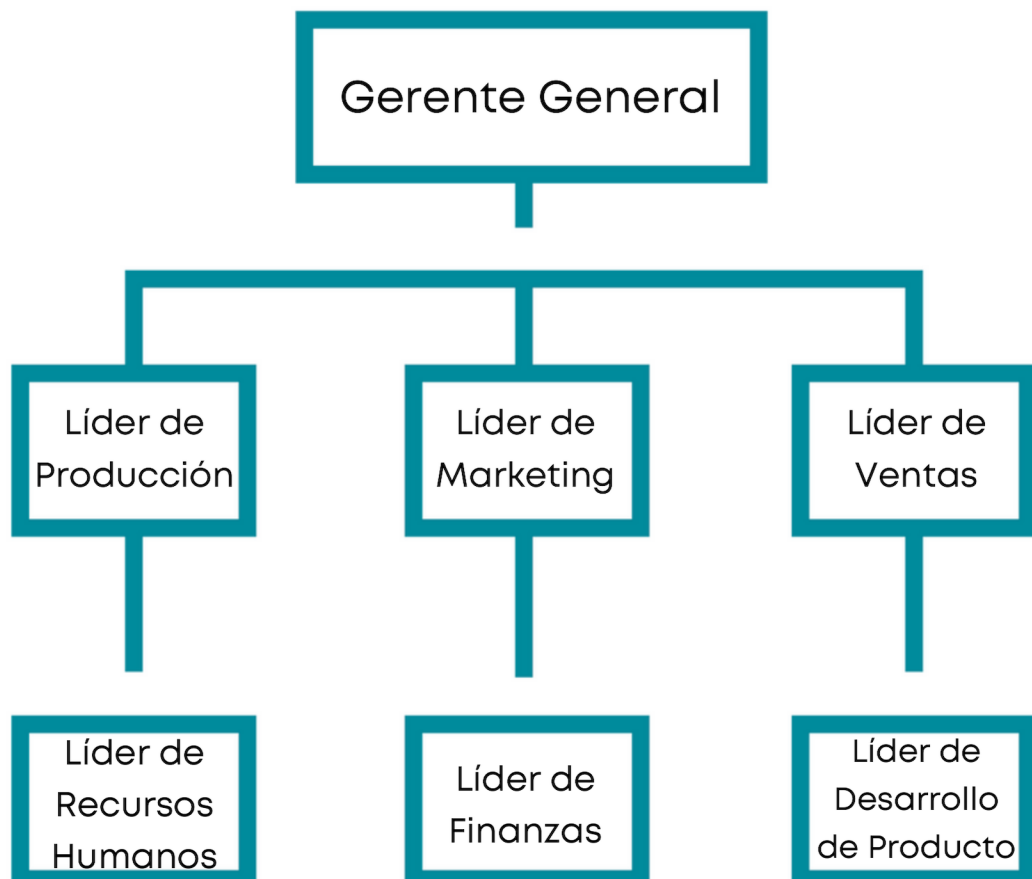 Gerente General
Líder de
Producción
Líder de
Marketing
Líder de
Ventas
Líder de
Recursos
Humanos
Líder de
Finanzas
Líder de
Desarrollo
de Producto